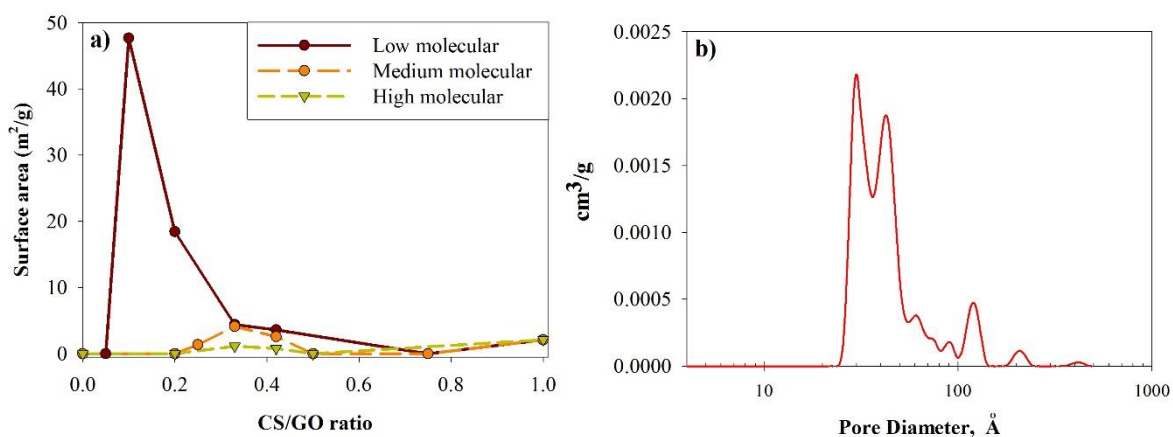 a)
Low molecular
Medium molecular
High molecular
50
40
30
20
10
0
Surface area (m²/g)
0.0 0.2 0.4 0.6 0.8 1.0
CS/GO ratio
b)
0.0025
0.0020
0.0015
0.0010
0.0005
0.0000
cm³/g
10 100 1000
Pore Diameter, Å